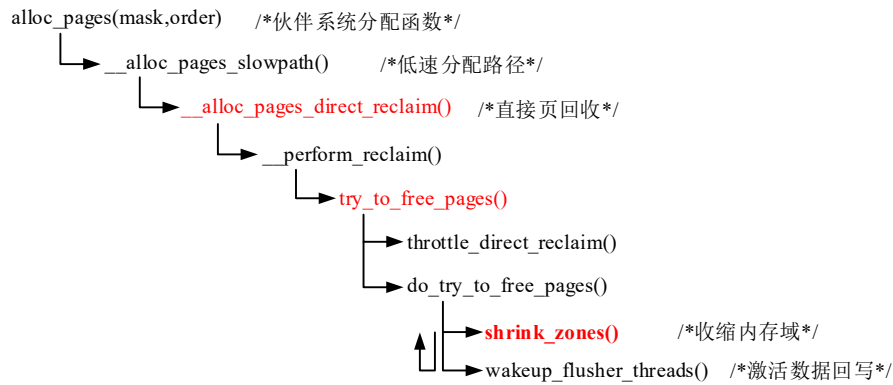 alloc_pages(mask,order) /*伙伴系统分配函数*/
__alloc_pages_slowpath() /*低速分配路径*/
__alloc_pages_direct_reclaim() /*直接页回收*/
__perform_reclaim()
try_to_free_pages()
throttle_direct_reclaim()
do_try_to_free_pages()
shrink_zones() /*收缩内存域*/
wakeup_flusher_threads() /*激活数据回写*/